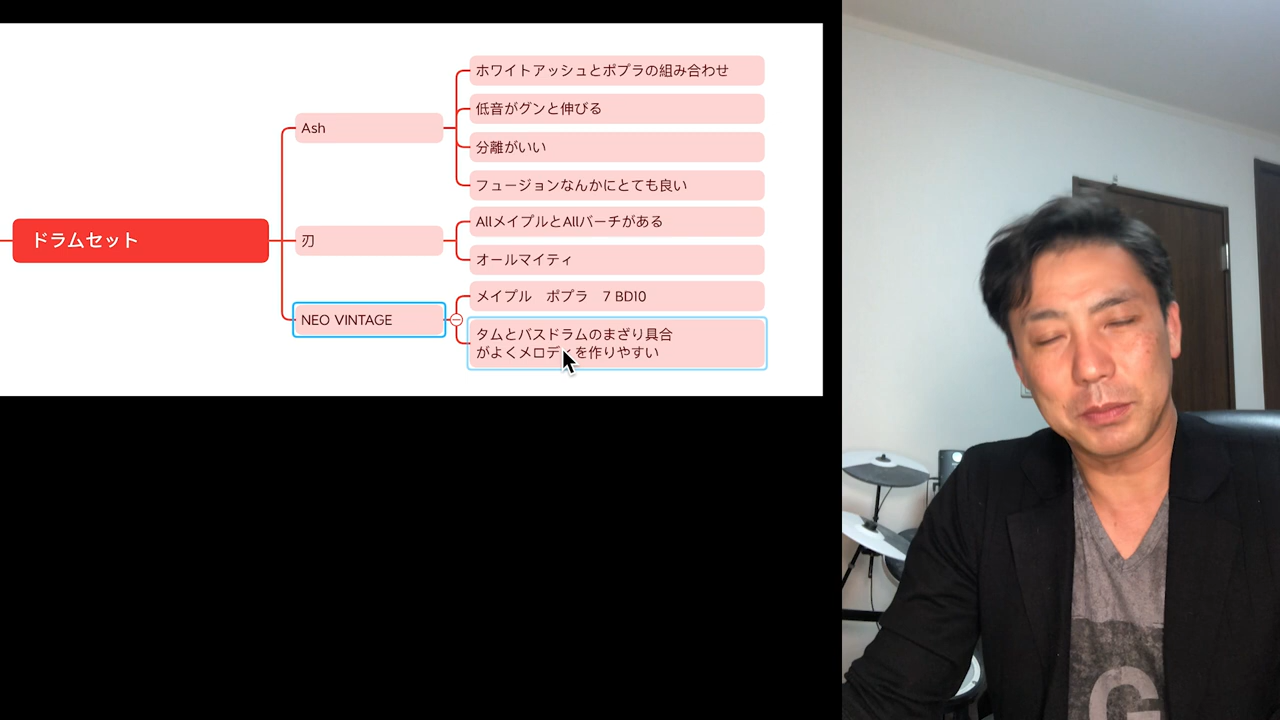 ドラムセット
Ash
ホワイトアッシュとポプラの組み合わせ
低音がグンと伸びる
分離がいい
フュージョンなんかにとても良い
刃
AllメイプルとAllバーチがある
オールマイティ
NEO VINTAGE
メイプル　ポプラ　7 BD10
タムとバスドラムのまざり具合
がよくメロディを作りやすい
G